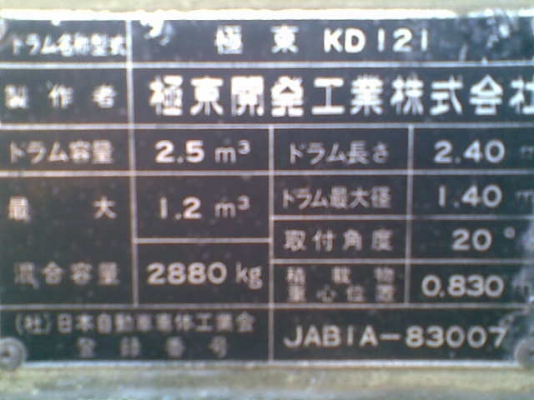 ドラム名称型式 極東 KD121
製作者 極東開発工業株式会社
ドラム容量 2.5 m³ ドラム長さ 2.40 m
最大 1.2 m³ ドラム最大径 1.40 m
取付角度 20°
混合容量 2880 kg 積載物重心位置 0.830 m
(社)日本自動車車体工業会
登録番号 JABIA-83007